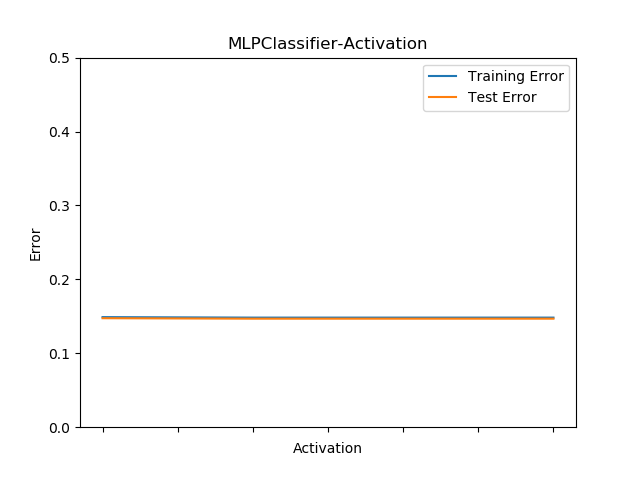 MLPClassifier-Activation
Training Error
Test Error
0.5
0.4
0.3
0.2
0.1
0.0
Error
Activation